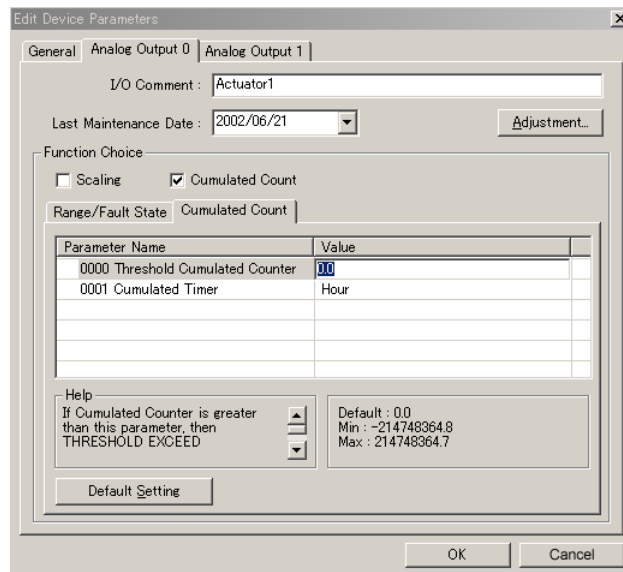 Edit Device Parameters
General Analog Output 0 Analog Output 1
I/O Comment : Actuator1
Last Maintenance Date : 2002/06/21 Adjustment...
Function Choice
Scaling Cumulated Count
Range/Fault State Cumulated Count
Parameter Name Value
0000 Threshold Cumulated Counter 0.0
0001 Cumulated Timer Hour
Help
If Cumulated Counter is greater
than this parameter, then
THRESHOLD EXCEED
Default : 0.0
Min : -214748364.8
Max : 214748364.7
Default Setting
OK Cancel